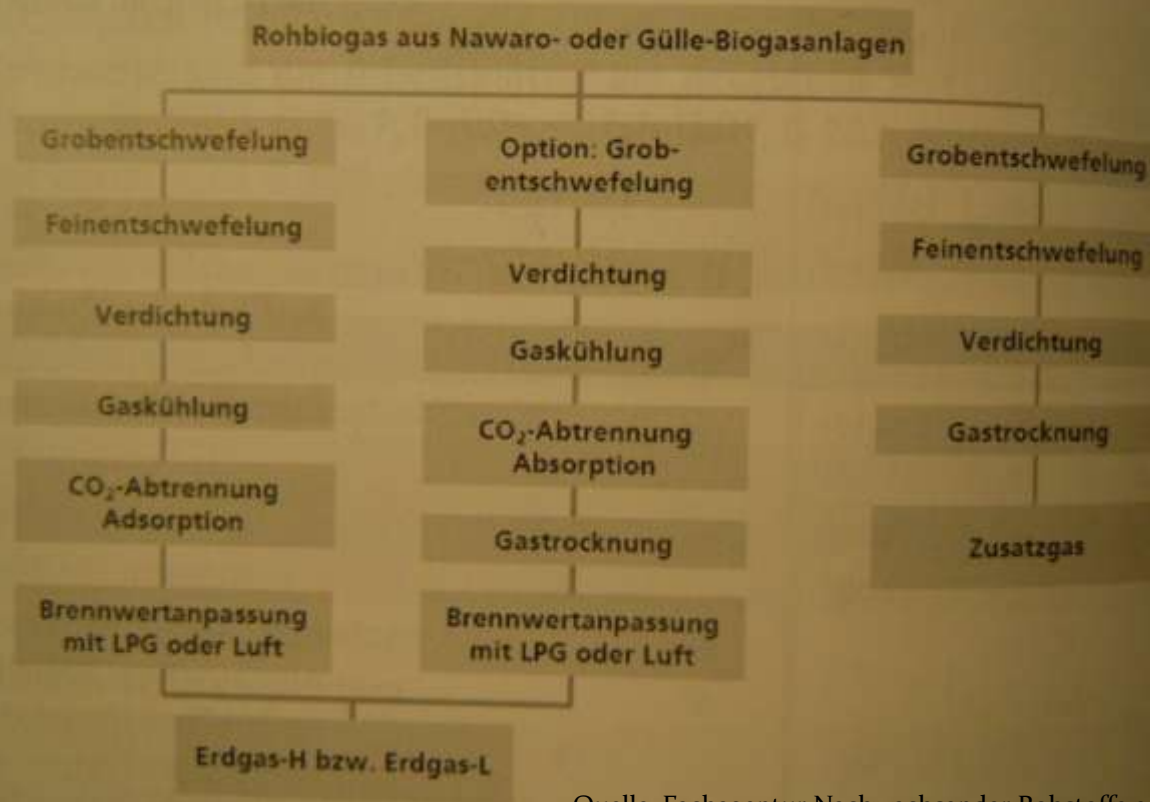 Rohbiogas aus Nawaro- oder Gülle-Biogasanlagen
Grobentschwefelung
Feinentschwefelung
Verdichtung
Gaskühlung
CO₂-Abtrennung
Adsorption
Brennwertanpassung
mit LPG oder Luft
Option: Grob-
entschwefelung
Verdichtung
Gaskühlung
CO₂-Abtrennung
Absorption
Gastrocknung
Brennwertanpassung
mit LPG oder Luft
Erdgas-H bzw. Erdgas-L
Grobentschwefelung
Feinentschwefelung
Verdichtung
Gastrocknung
Zusatzgas